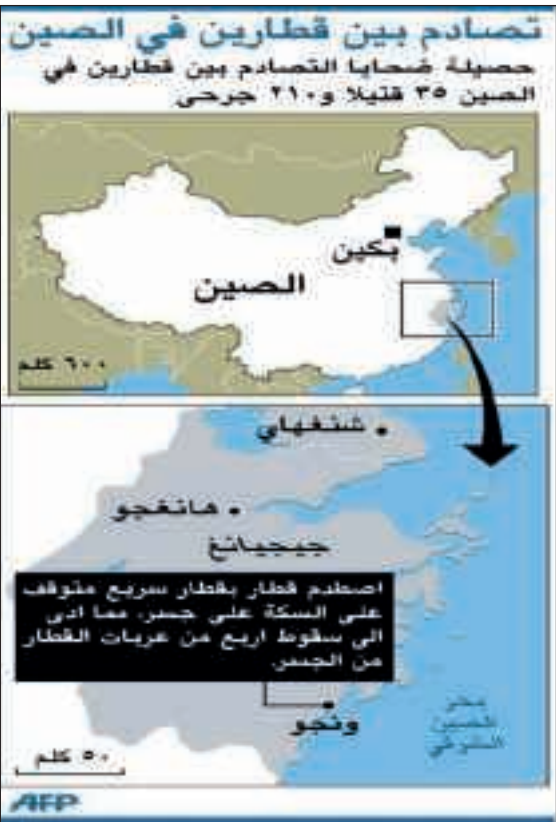 تصادم بين قطارين في الصين
حصيلة ضحايا التصادم بين قطارين في
الصين ٣٥ قتيلا و٢١٠ جرحى
بكين
الصين
٦٠٠ كلم
شنغهاي
هانغجو
جيجيانغ
اصطدم قطار بقطار سريع متوقف
على السكة على جسر، مما ادى
الى سقوط اربع من عربات القطار
من الجسر.
ونجو
الصين
الشرقي
٥٠ كلم
AFP